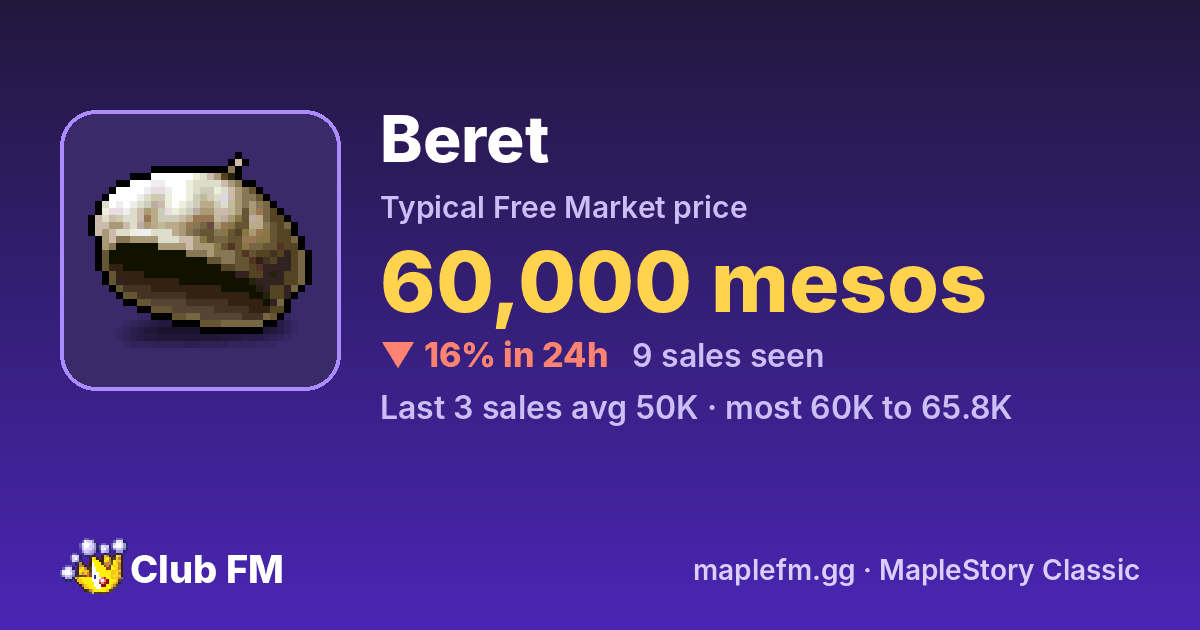 Beret
Typical Free Market price
60,000 mesos
▼ 16% in 24h 9 sales seen
Last 3 sales avg 50K · most 60K to 65.8K
Club FM
maplefm.gg · MapleStory Classic